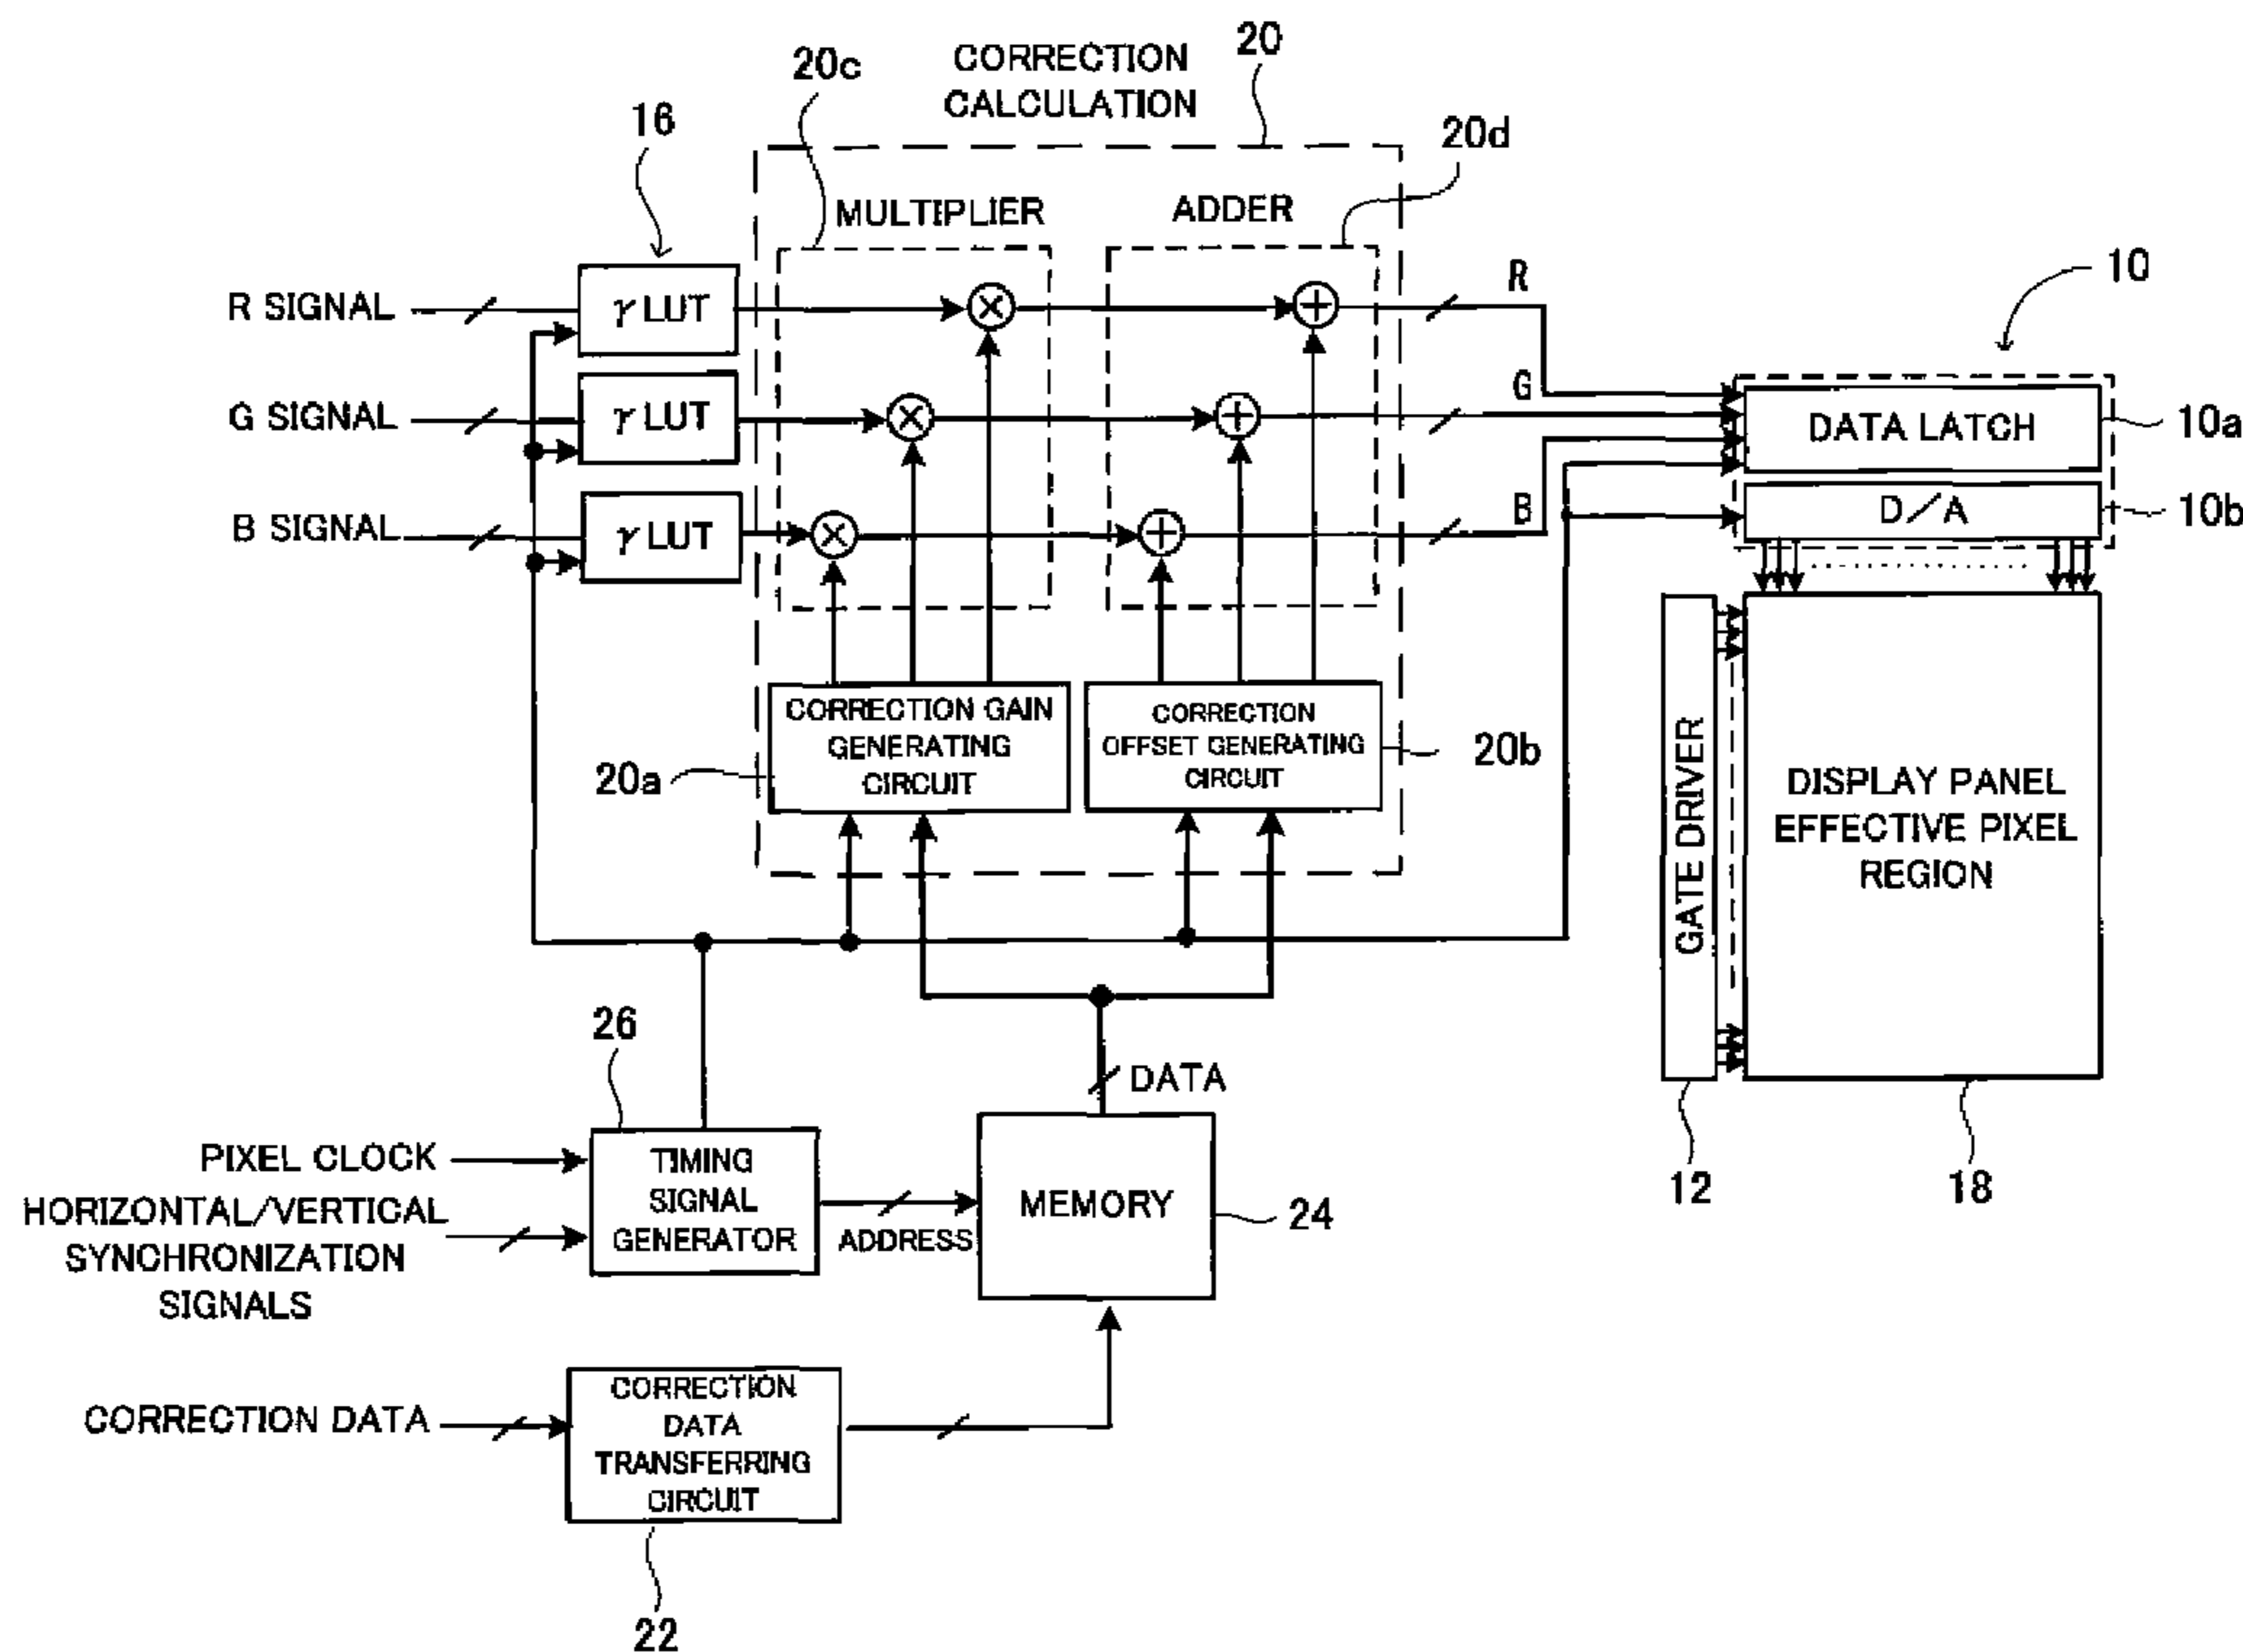 CORRECTION
CALCULATION
20
20c
20d
16
MULTIPLIER
ADDER
R SIGNAL
γ LUT
R
10
G SIGNAL
γ LUT
G
DATA LATCH
10a
B SIGNAL
γ LUT
B
D/A
10b
CORRECTION GAIN
GENERATING
CIRCUIT
20a
CORRECTION
OFFSET GENERATING
CIRCUIT
20b
GATE DRIVER
DISPLAY PANEL
EFFECTIVE PIXEL
REGION
12
18
26
DATA
PIXEL CLOCK
HORIZONTAL/VERTICAL
SYNCHRONIZATION
SIGNALS
TIMING
SIGNAL
GENERATOR
ADDRESS
MEMORY
24
CORRECTION DATA
CORRECTION
DATA
TRANSFERRING
CIRCUIT
22